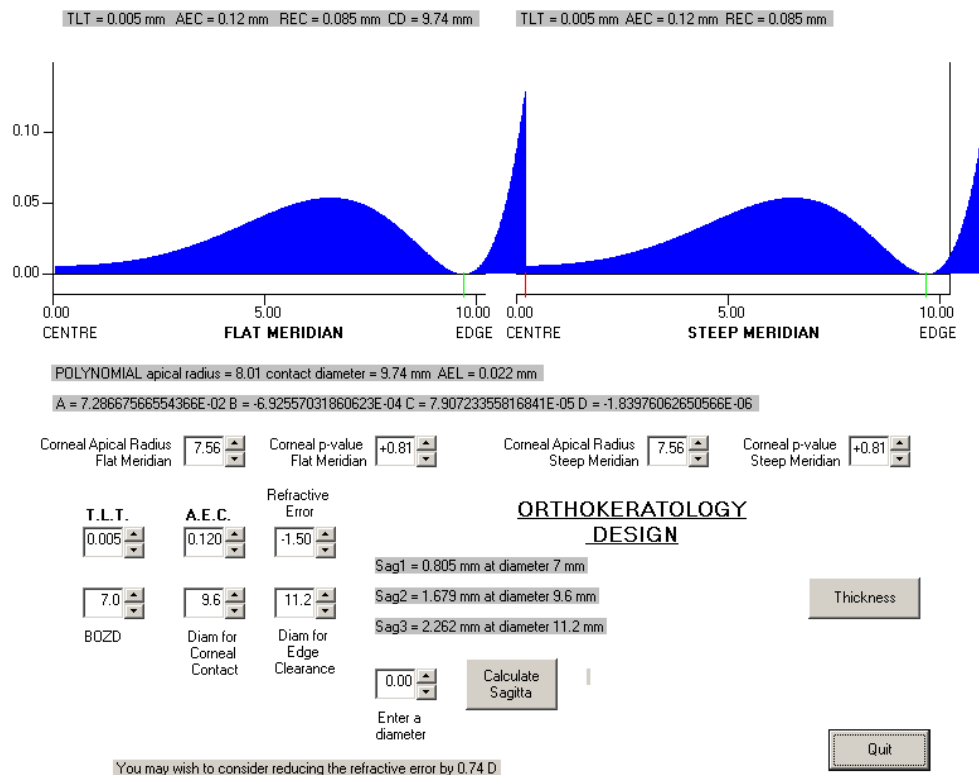 TLT = 0.005 mm AEC = 0.12 mm REC = 0.085 mm CD = 9.74 mm
TLT = 0.005 mm AEC = 0.12 mm REC = 0.085 mm
0.10
0.05
0.00
0.00 5.00 10.00 0.00 5.00 10.00
CENTRE FLAT MERIDIAN EDGE CENTRE STEEP MERIDIAN EDGE
POLYNOMIAL apical radius = 8.01 contact diameter = 9.74 mm AEL = 0.022 mm
A = 7.28667566554366E-02 B = -6.92557031860623E-04 C = 7.90723355816841E-05 D = -1.83976062650566E-06
Corneal Apical Radius
Flat Meridian
7.56
Corneal p-value
Flat Meridian
+0.81
Corneal Apical Radius
Steep Meridian
7.56
Corneal p-value
Steep Meridian
+0.81
T.L.T.
0.005
A.E.C.
0.120
Refractive
Error
-1.50
ORTHOKERATOLOGY
DESIGN
7.0
BOZD
9.6
Diam for
Corneal
Contact
11.2
Diam for
Edge
Clearance
Sag1 = 0.805 mm at diameter 7 mm
Sag2 = 1.679 mm at diameter 9.6 mm
Sag3 = 2.262 mm at diameter 11.2 mm
Thickness
0.00
Enter a
diameter
Calculate
Sagitta
Quit
You may wish to consider reducing the refractive error by 0.74 D